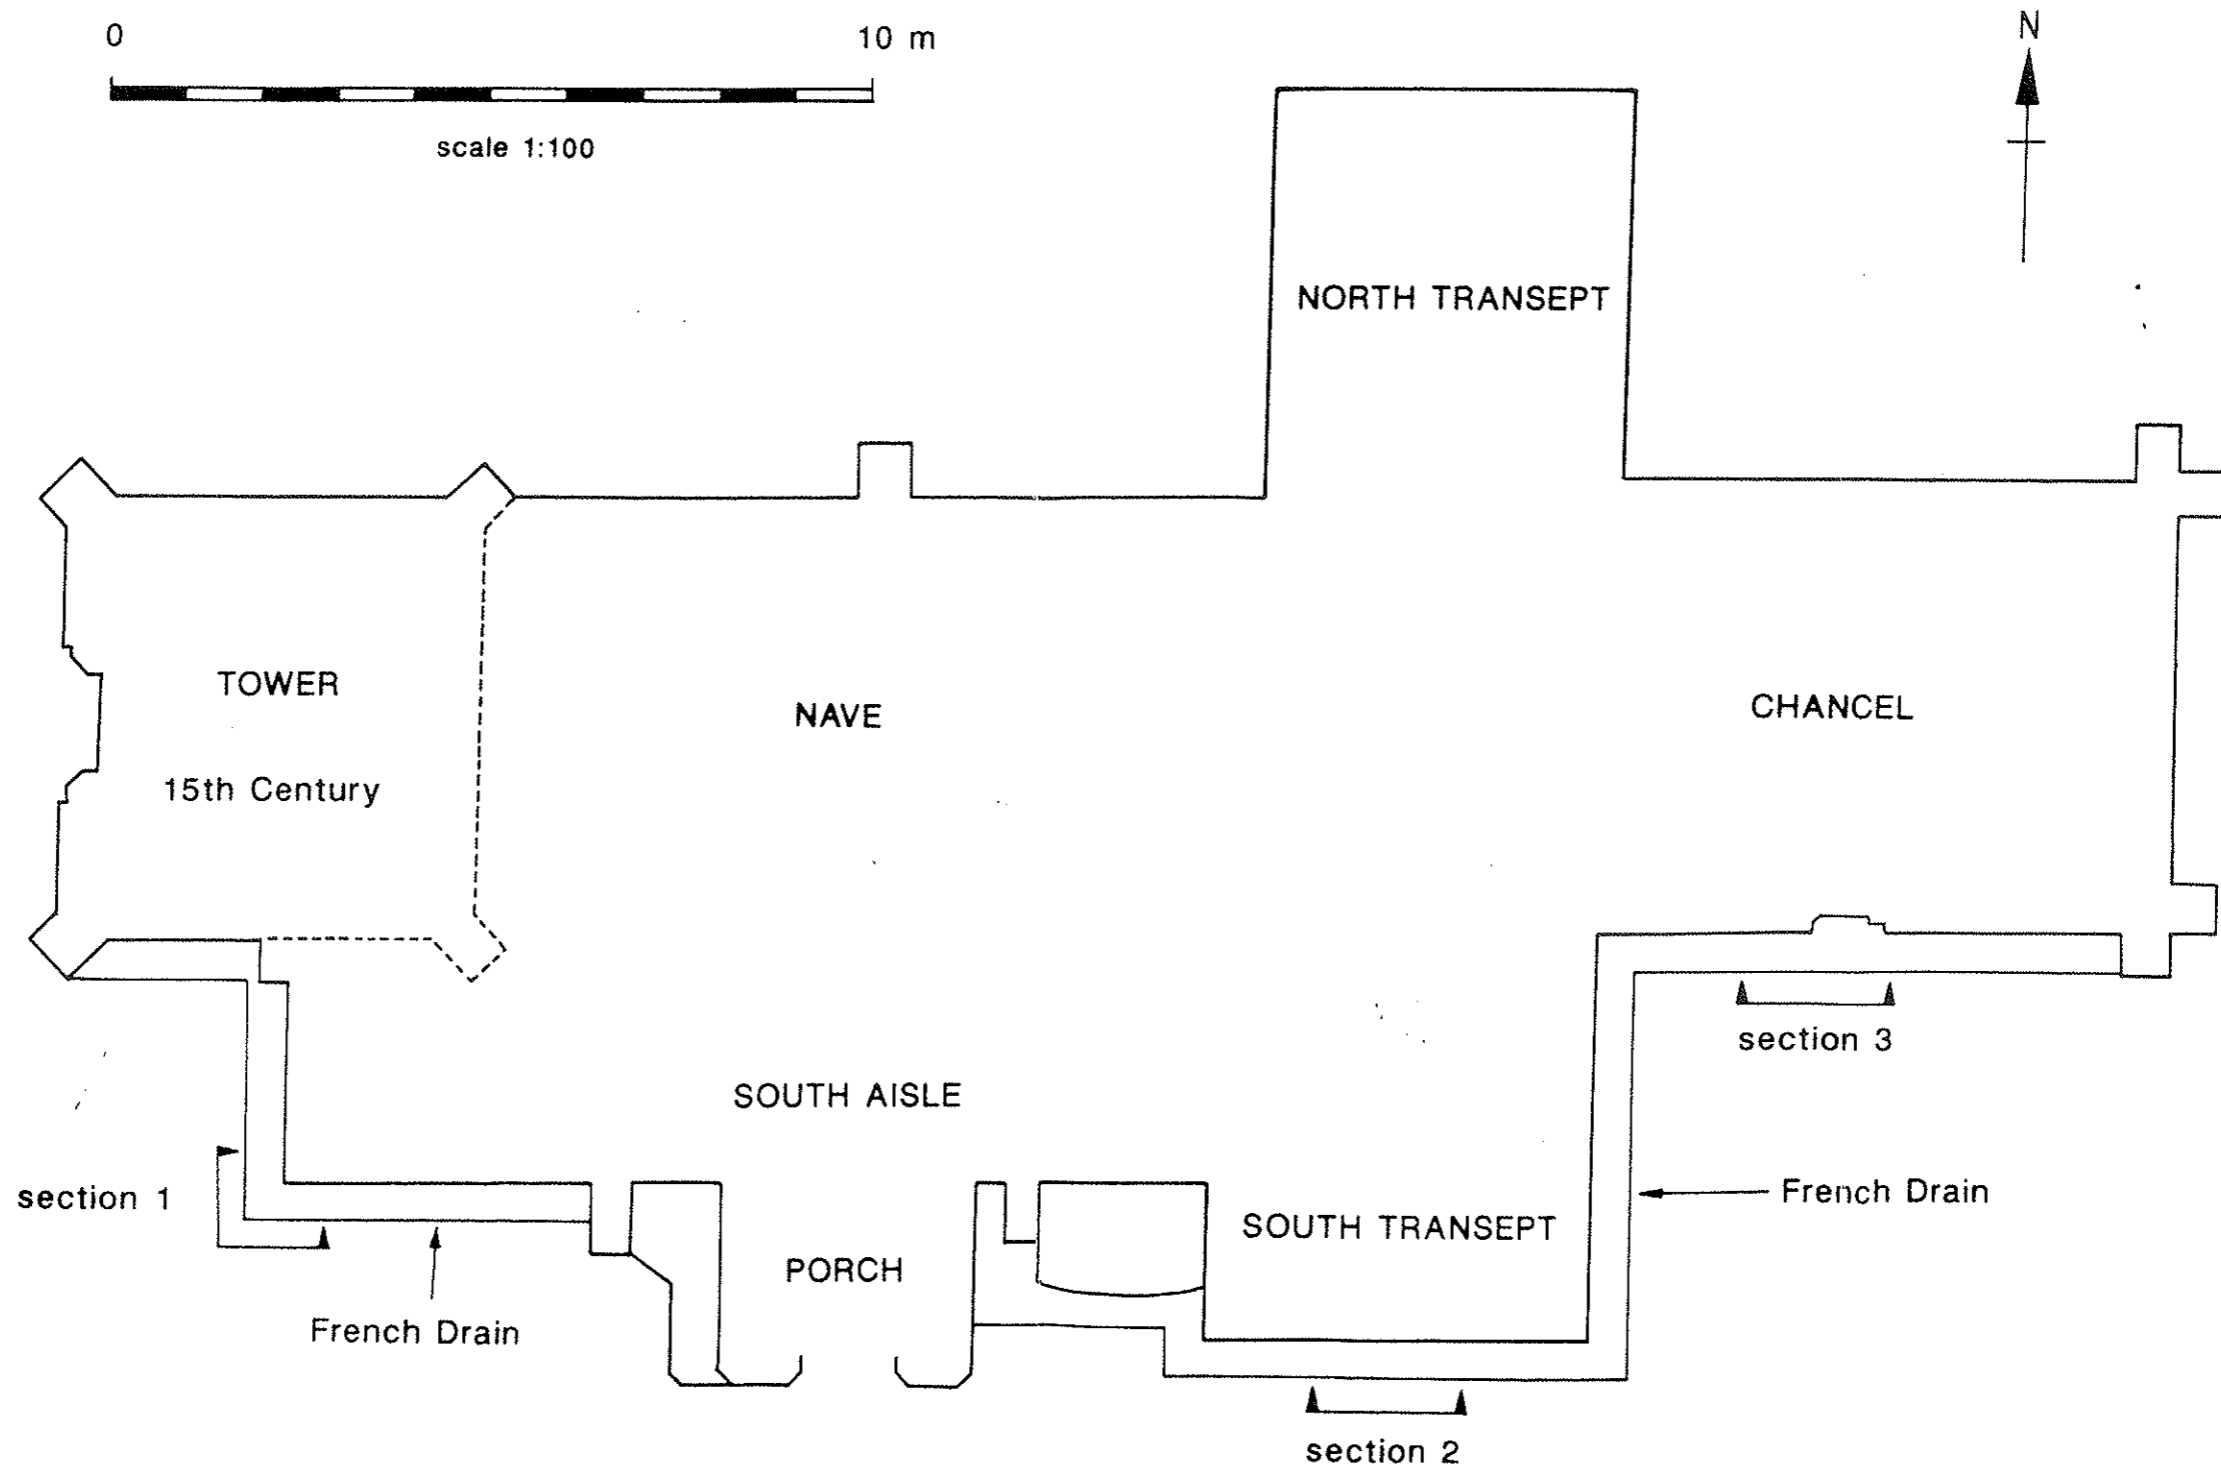 0 10 m
scale 1:100
N
NORTH TRANSEPT
TOWER
15th Century
NAVE
CHANCEL
section 3
SOUTH AISLE
section 1
French Drain
SOUTH TRANSEPT
PORCH
French Drain
section 2